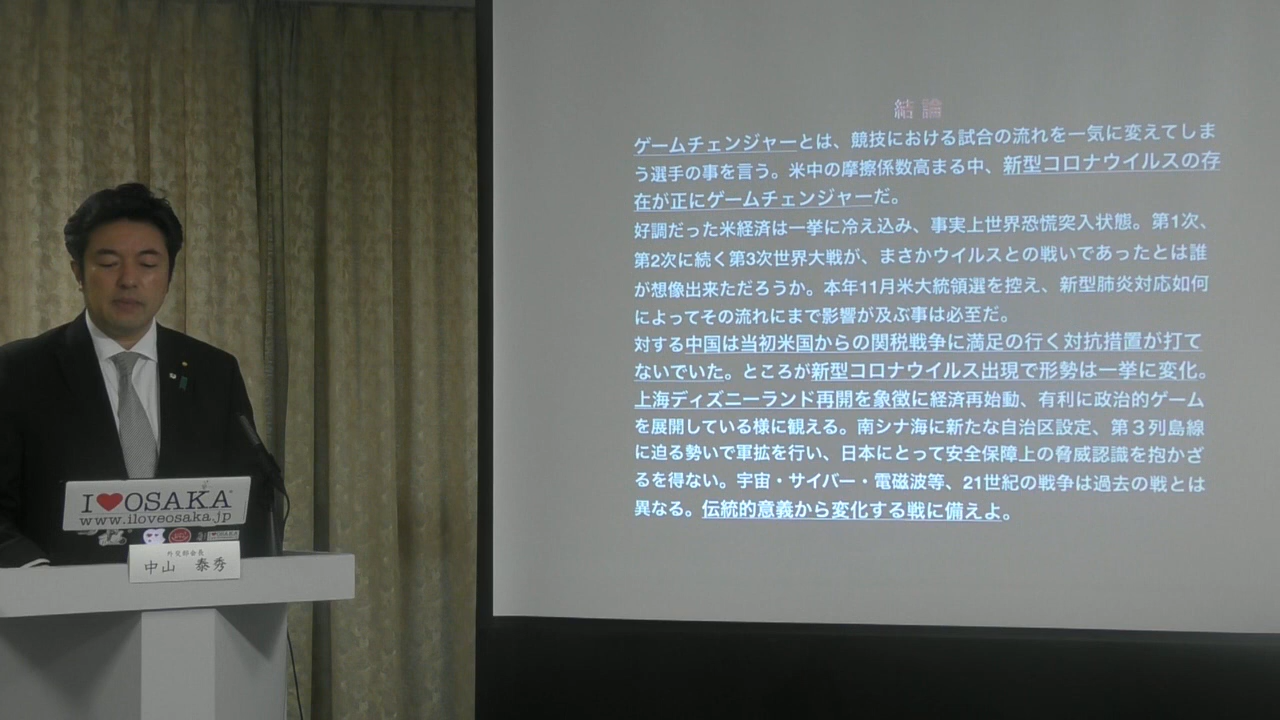 結 論
ゲームチェンジャーとは、競技における試合の流れを一気に変えてしま
う選手の事を言う。米中の摩擦係数高まる中、新型コロナウイルスの存
在が正にゲームチェンジャーだ。
好調だった米経済は一挙に冷え込み、事実上世界恐慌突入状態。第1次、
第2次に続く第3次世界大戦が、まさかウイルスとの戦いであったとは誰
が想像出来ただろうか。本年11月米大統領選を控え、新型肺炎対応如何
によってその流れにまで影響が及ぶ事は必至だ。
対する中国は当初米国からの関税戦争に満足の行く対抗措置が打て
ないでいた。ところが新型コロナウイルス出現で形勢は一挙に変化。
上海ディズニーランド再開を象徴に経済再始動、有利に政治的ゲーム
を展開している様に観える。南シナ海に新たな自治区設定、第３列島線
に迫る勢いで軍拡を行い、日本にとって安全保障上の脅威認識を抱かざ
るを得ない。宇宙・サイバー・電磁波等、21世紀の戦争は過去の戦とは
異なる。伝統的意義から変化する戦に備えよ。
I❤OSAKA
www.iloveosaka.jp
外交部会長
中山 泰秀